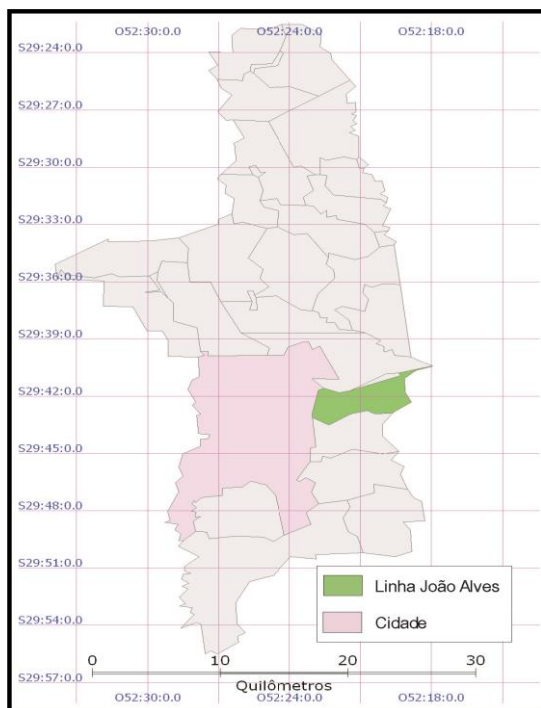 O52:30:0.0 O52:24:0.0 O52:18:0.0
S29:24:0.0
S29:27:0.0
S29:30:0.0
S29:33:0.0
S29:36:0.0
S29:39:0.0
S29:42:0.0
S29:45:0.0
S29:48:0.0
S29:51:0.0
Linha João Alves
Cidade
S29:54:0.0
S29:57:0.0
0 10 20 30
Quilômetros
O52:30:0.0 O52:24:0.0 O52:18:0.0